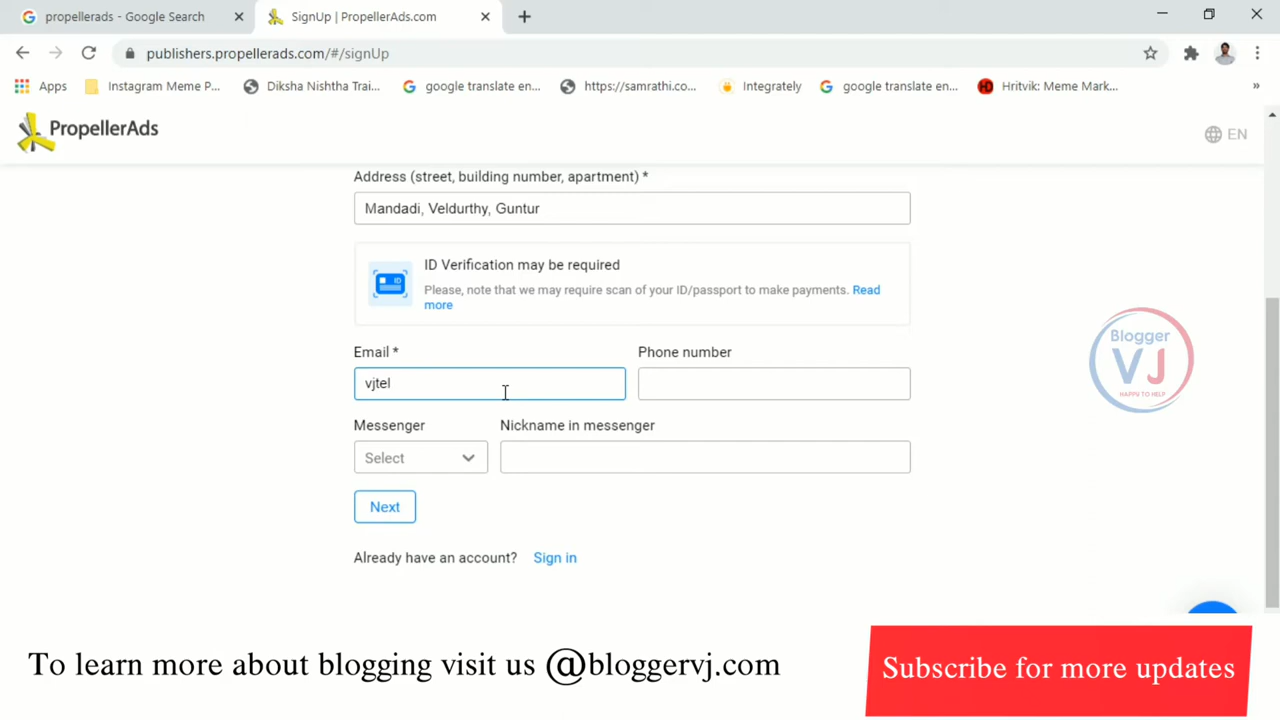 propellerads - Google Search
SignUp | PropellerAds.com
publishers.propellerads.com/#/signUp
Apps
Instagram Meme P...
Diksha Nishtha Trai...
google translate en...
https://samrathi.co...
Integrately
google translate en...
Hritvik: Meme Mark...
»
PropellerAds
EN
Address (street, building number, apartment) *
Mandadi, Veldurthy, Guntur
ID
ID Verification may be required
Please, note that we may require scan of your ID/passport to make payments. Read
more
Email *
Phone number
vjtel
Messenger
Nickname in messenger
Select
Next
Already have an account? Sign in
Blogger
VJ
HAPPY TO HELP
To learn more about blogging visit us @bloggervj.com
Subscribe for more updates